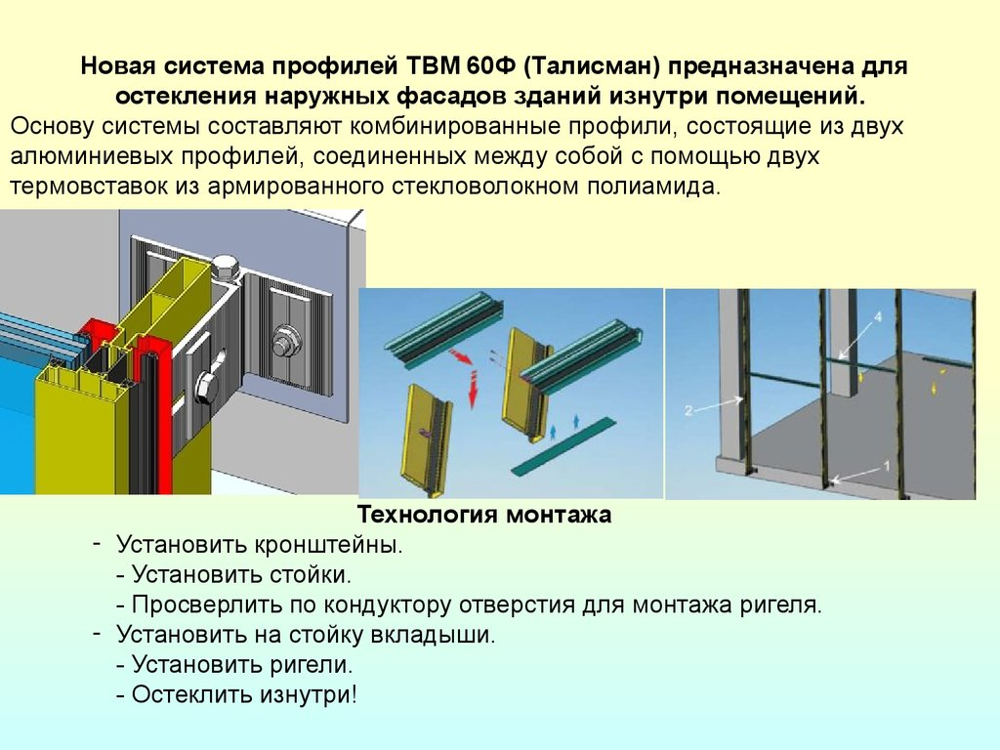 Новая система профилей ТВМ 60Ф (Талисман) предназначена для
остекления наружных фасадов зданий изнутри помещений.
Основу системы составляют комбинированные профили, состоящие из двух
алюминиевых профилей, соединенных между собой с помощью двух
термовставок из армированного стекловолокном полиамида.
4
2
1
Технология монтажа
- Установить кронштейны.
- Установить стойки.
- Просверлить по кондуктору отверстия для монтажа ригеля.
- Установить на стойку вкладыши.
- Установить ригели.
- Остеклить изнутри!